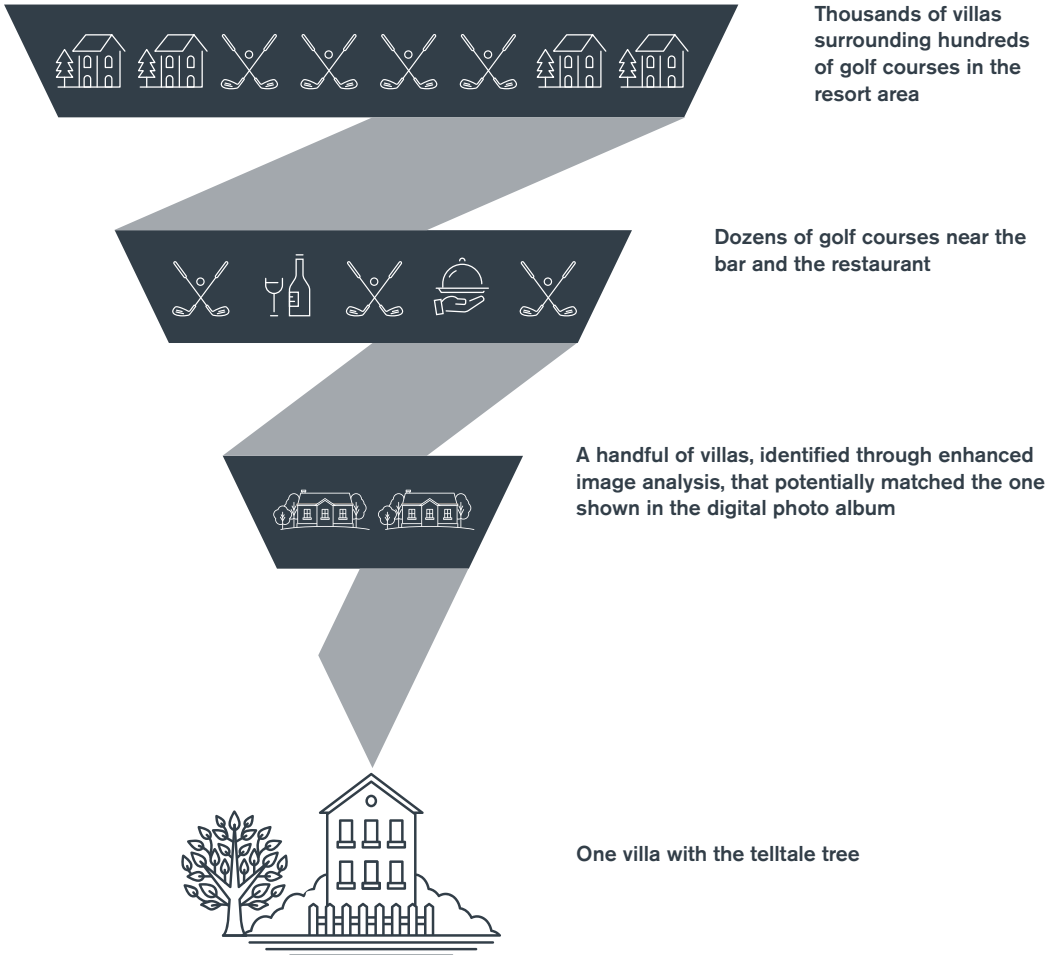 Thousands of villas
surrounding hundreds
of golf courses in the
resort area
Dozens of golf courses near the
bar and the restaurant
A handful of villas, identified through enhanced
image analysis, that potentially matched the one
shown in the digital photo album
One villa with the telltale tree